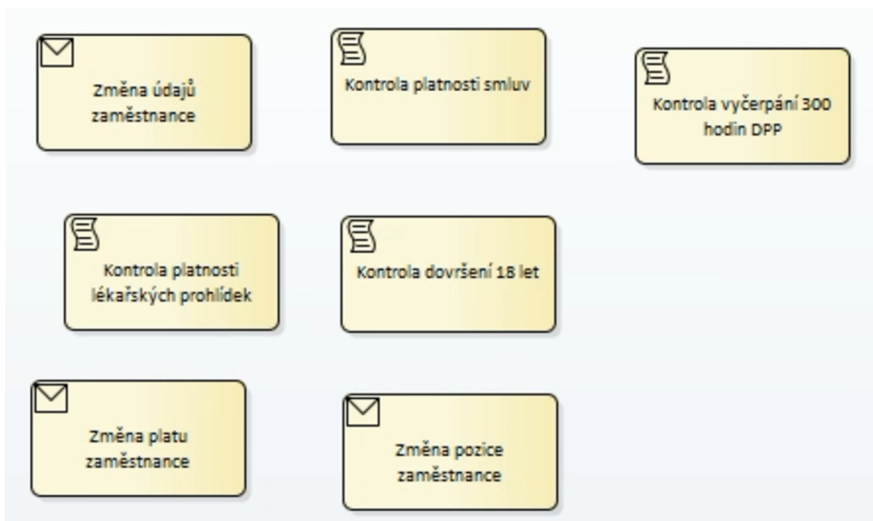 Změna údajů
zaměstnance
Kontrola platnosti smluv
Kontrola vyčerpání 300
hodin DPP
Kontrola platnosti
lékařských prohlídek
Kontrola dovršení 18 let
Změna platu
zaměstnance
Změna pozice
zaměstnance